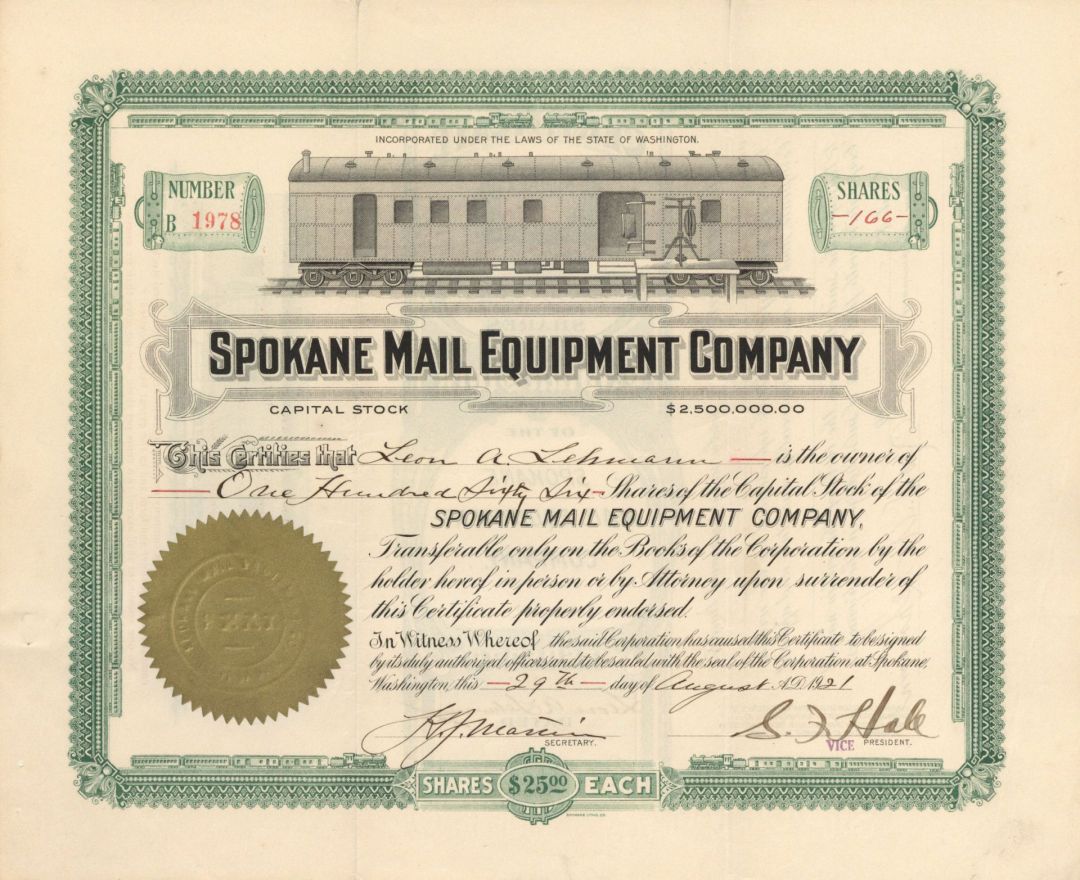 INCORPORATED UNDER THE LAWS OF THE STATE OF WASHINGTON.
NUMBER
B 1978
SHARES
-166-
SPOKANE MAIL EQUIPMENT COMPANY
CAPITAL STOCK $2,500,000.00
This Certifies that Leon A. Lehmann is the owner of
One Hundred Sixty Six Shares of the Capital Stock of the
SPOKANE MAIL EQUIPMENT COMPANY,
Transferable only on the Books of the Corporation by the
holder hereof in person or by Attorney upon surrender of
this Certificate properly endorsed.
In Witness Whereof, the said Corporation has caused this Certificate to be signed
by its duly authorized officers and to be sealed with the seal of the Corporation at Spokane,
Washington, this 29th day of August A.D. 1921
SECRETARY.
VICE PRESIDENT.
SHARES $25.00 EACH
SPOKANE LITHO. CO.